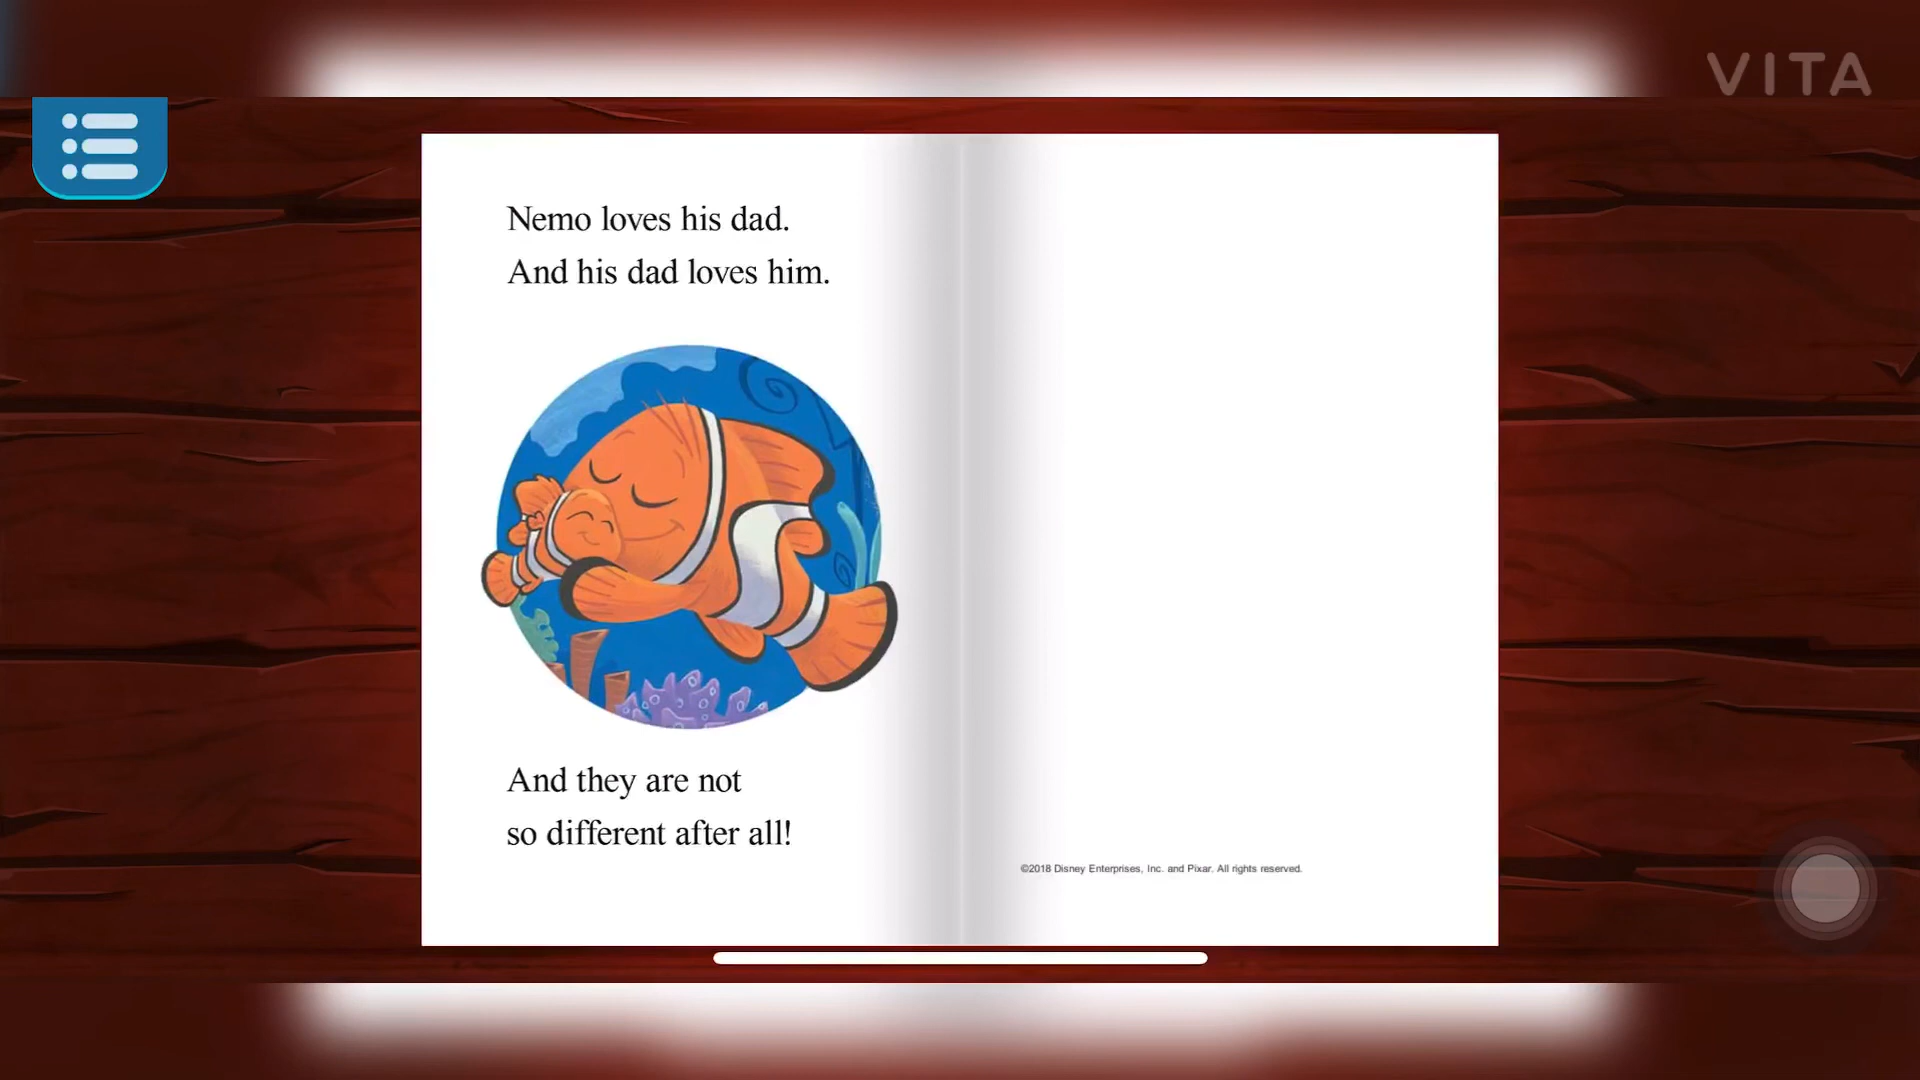 VITA
Nemo loves his dad.
And his dad loves him.
And they are not
so different after all!
©2018 Disney Enterprises, Inc. and Pixar. All rights reserved.